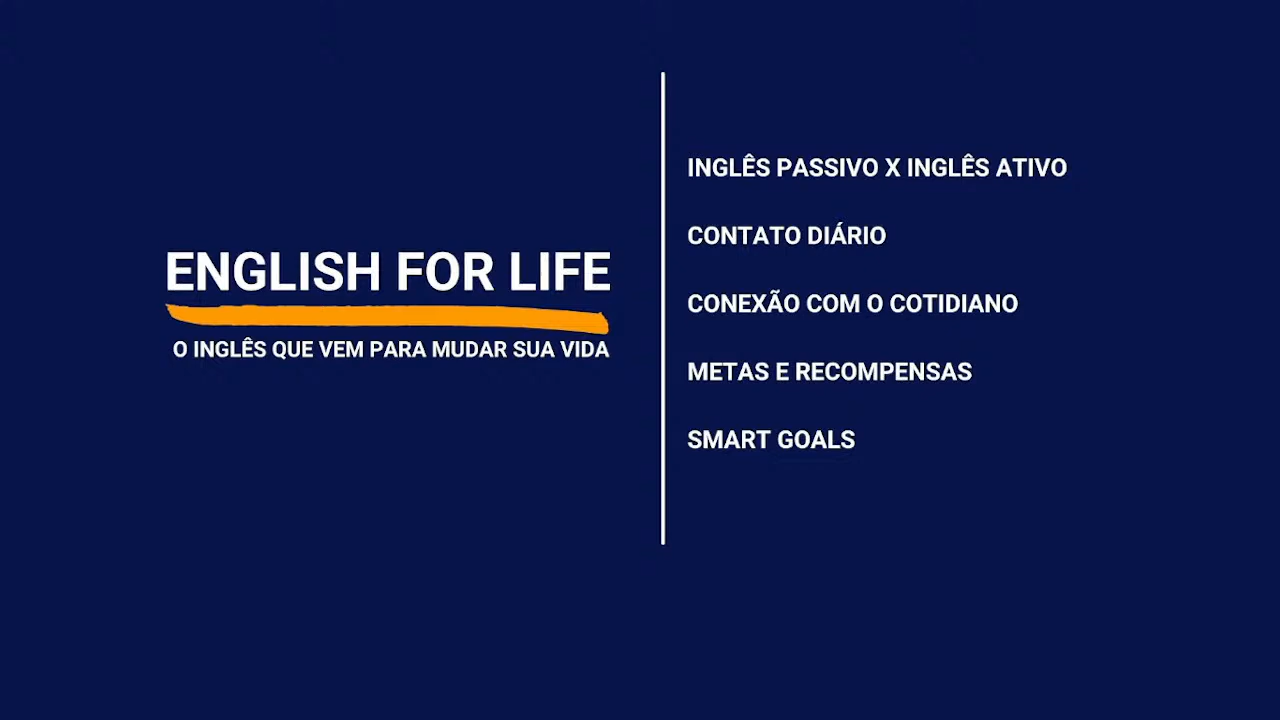 ENGLISH FOR LIFE
O INGLÊS QUE VEM PARA MUDAR SUA VIDA
INGLÊS PASSIVO X INGLÊS ATIVO
CONTATO DIÁRIO
CONEXÃO COM O COTIDIANO
METAS E RECOMPENSAS
SMART GOALS